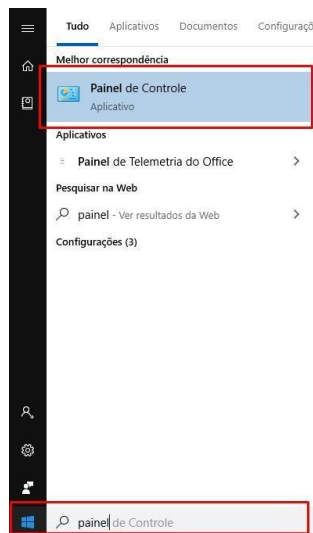 Tudo Aplicativos Documentos Configuraçõ
Melhor correspondência
Painel de Controle
Aplicativo
Aplicativos
Painel de Telemetria do Office
Pesquisar na Web
painel - Ver resultados da Web
Configurações (3)
painel de Controle